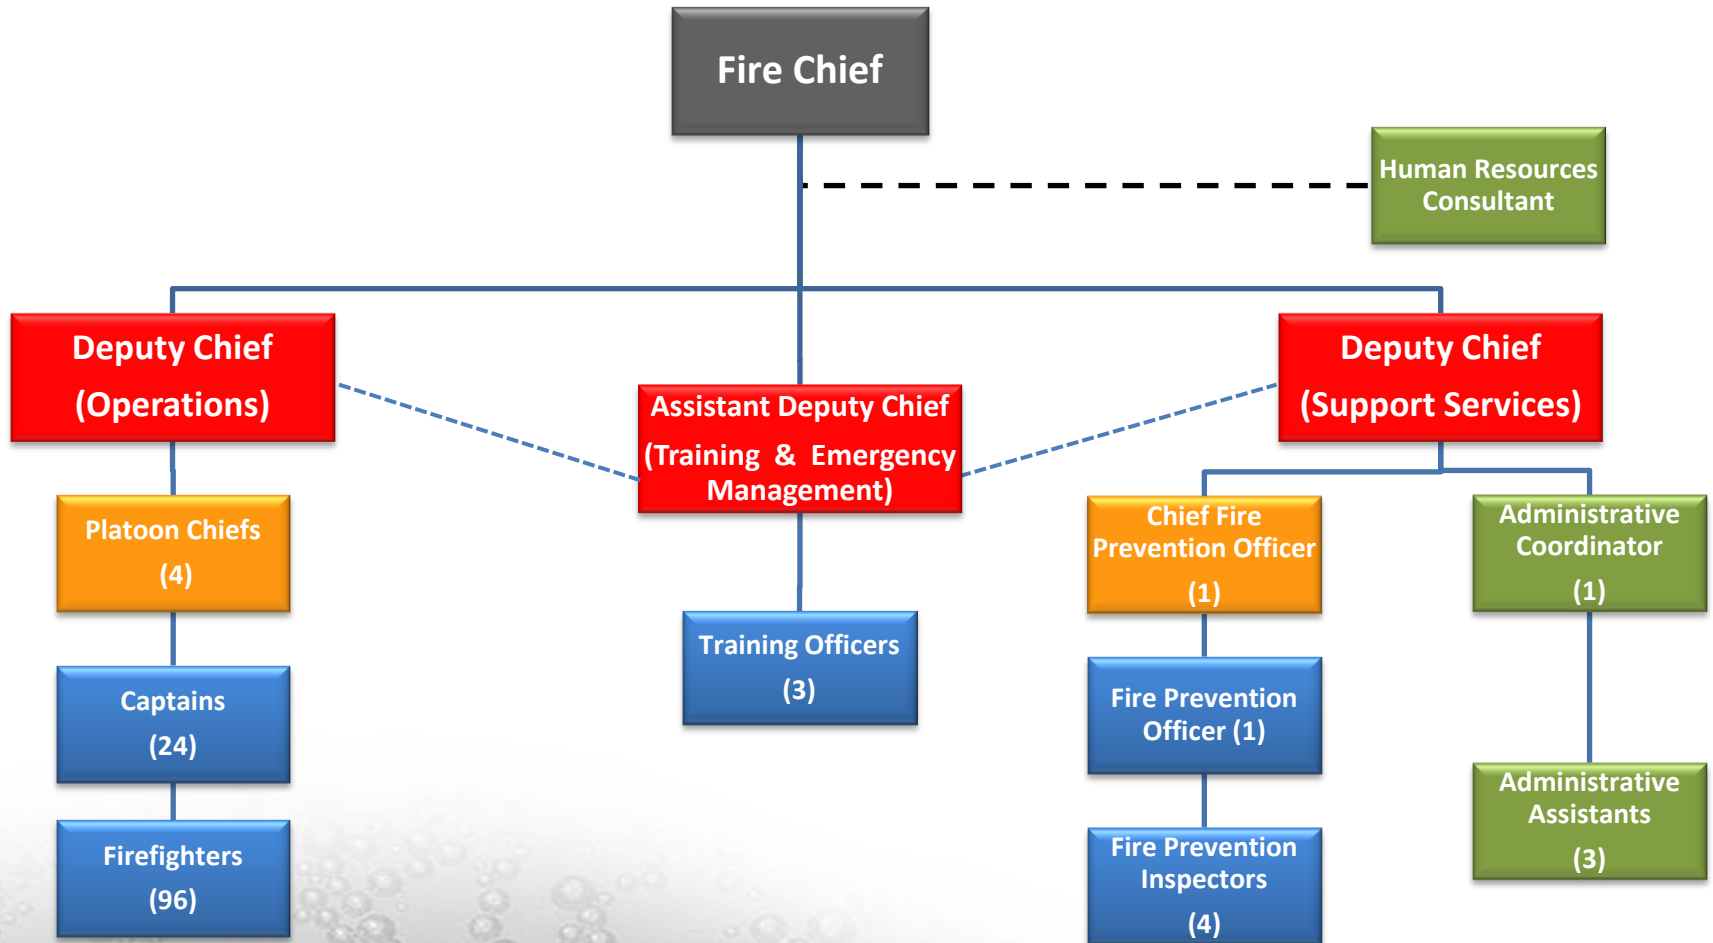 Fire Chief
Human Resources
Consultant
Deputy Chief
(Operations)
Assistant Deputy Chief
(Training & Emergency
Management)
Deputy Chief
(Support Services)
Platoon Chiefs
(4)
Captains
(24)
Firefighters
(96)
Training Officers
(3)
Chief Fire
Prevention Officer
(1)
Fire Prevention
Officer (1)
Fire Prevention
Inspectors
(4)
Administrative
Coordinator
(1)
Administrative
Assistants
(3)